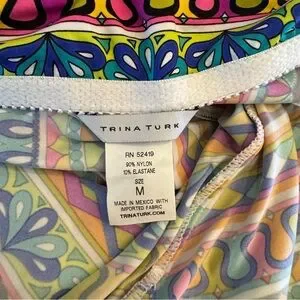 TRINA TURK
RN 52419
90% NYLON
10% ELASTANE
SIZE
M
MADE IN MEXICO WITH
IMPORTED FABRIC
TRINATURK.COM